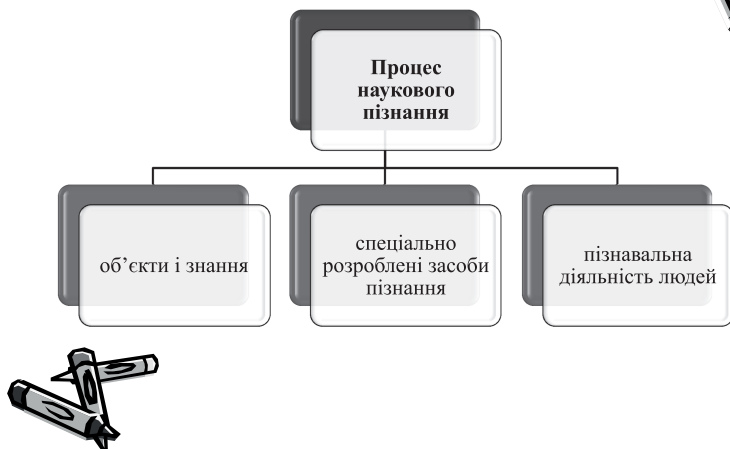 Процес
наукового
пізнання
об’єкти і знання
спеціально
розроблені засоби
пізнання
пізнавальна
діяльність людей